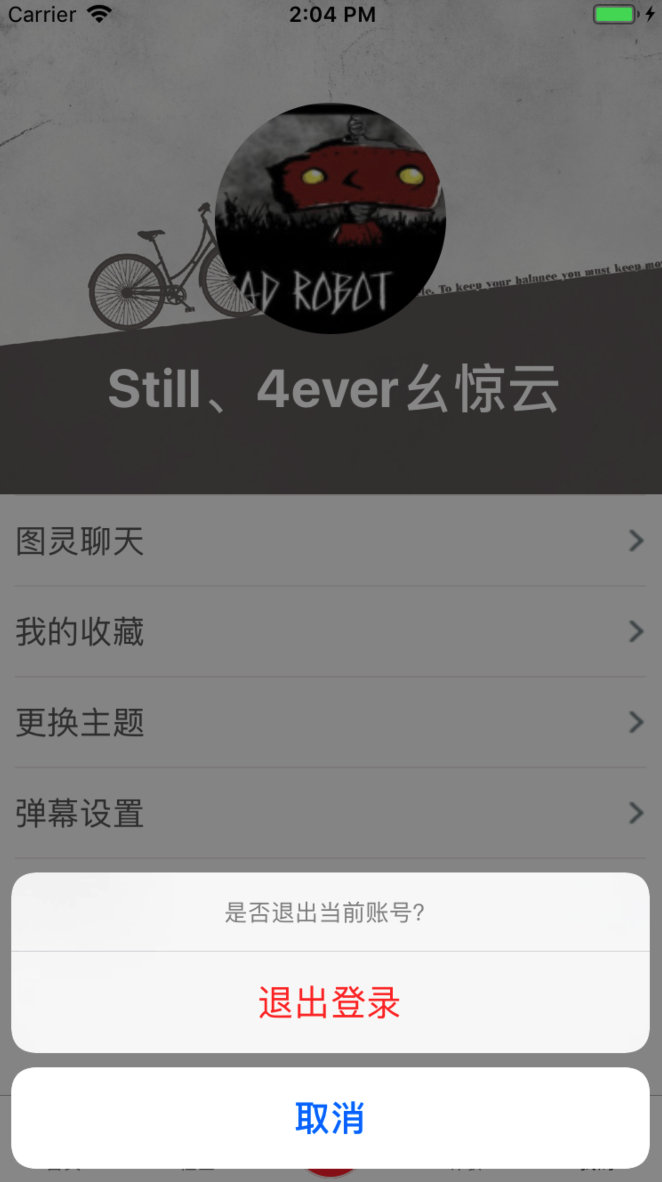 Carrier 2:04 PM
AD ROBOT
To keep your balance you must keep mo
Still、4ever幺惊云
图灵聊天
我的收藏
更换主题
弹幕设置
是否退出当前账号?
退出登录
取消